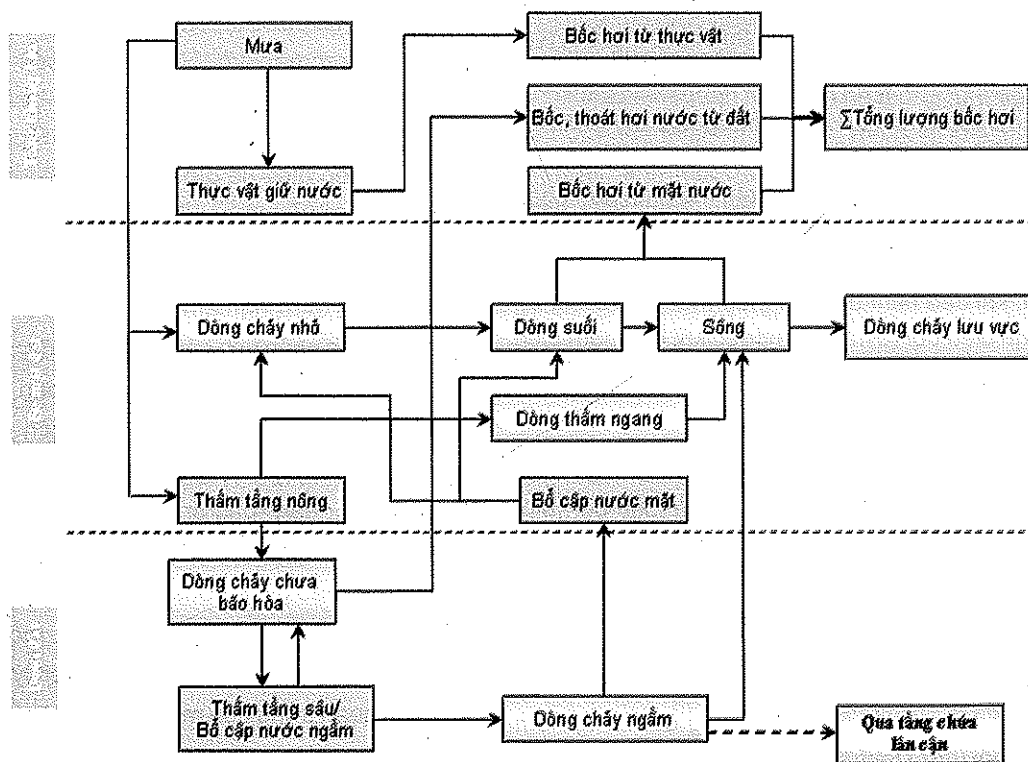 Mưa
Bốc hơi từ thực vật
Bốc, thoát hơi nước từ đất
∑Tổng lượng bốc hơi
Thực vật giữ nước
Bốc hơi từ mặt nước
Dòng chảy nhỏ
Dòng suối
Sông
Dòng chảy lưu vực
Dòng thấm ngang
Thấm tầng nông
Bổ cập nước mặt
Dòng chảy chưa
bão hòa
Thấm tầng sâu/
Bổ cập nước ngầm
Dòng chảy ngầm
Qua tầng chứa
lân cận